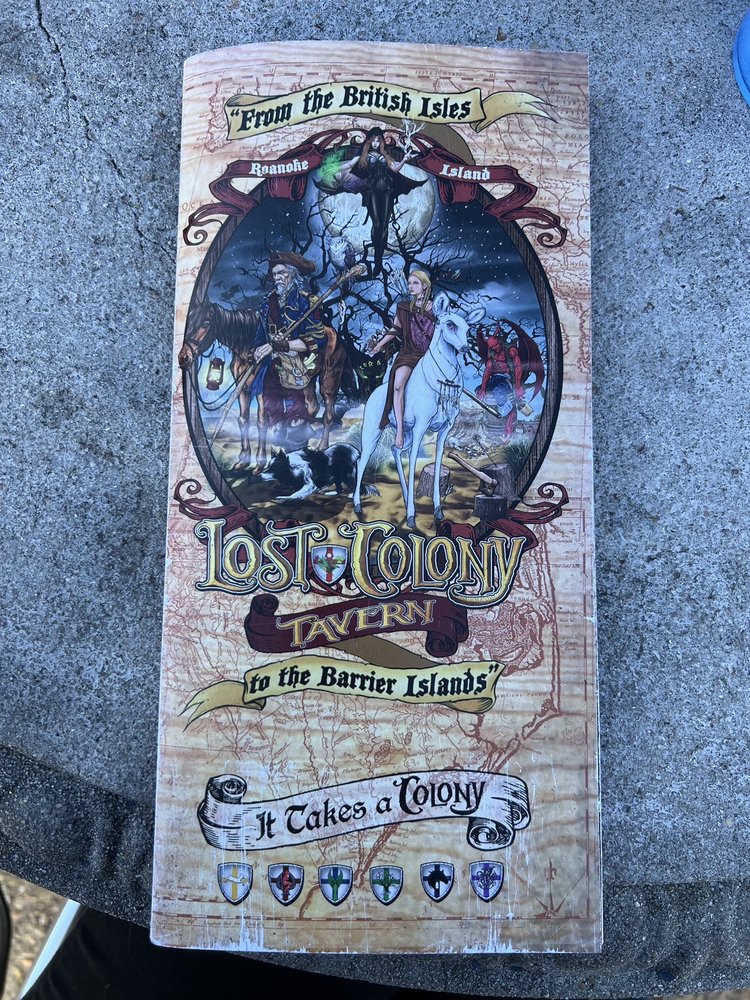 "From the British Isles
Roanoke Island
Lost Colony
Tavern
to the Barrier Islands"
It Takes a Colony